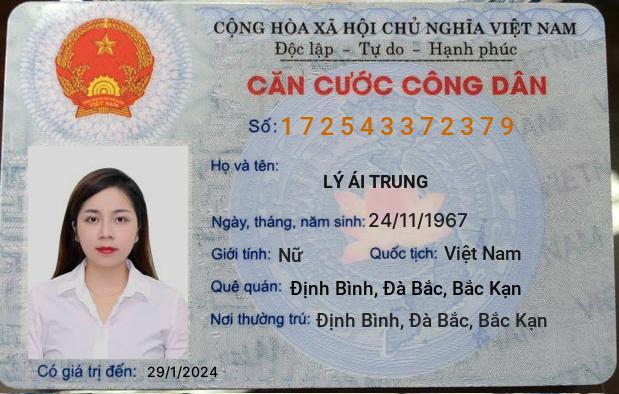 CỘNG HÒA XÃ HỘI CHỦ NGHĨA VIỆT NAM
Độc lập - Tự do - Hạnh phúc
CĂN CƯỚC CÔNG DÂN
Số: 172543372379
Họ và tên:
LÝ ÁI TRUNG
Ngày, tháng, năm sinh: 24/11/1967
Giới tính: Nữ Quốc tịch: Việt Nam
Quê quán: Định Bình, Đà Bắc, Bắc Kạn
Nơi thường trú: Định Bình, Đà Bắc, Bắc Kạn
Có giá trị đến: 29/1/2024
VIỆT NAM